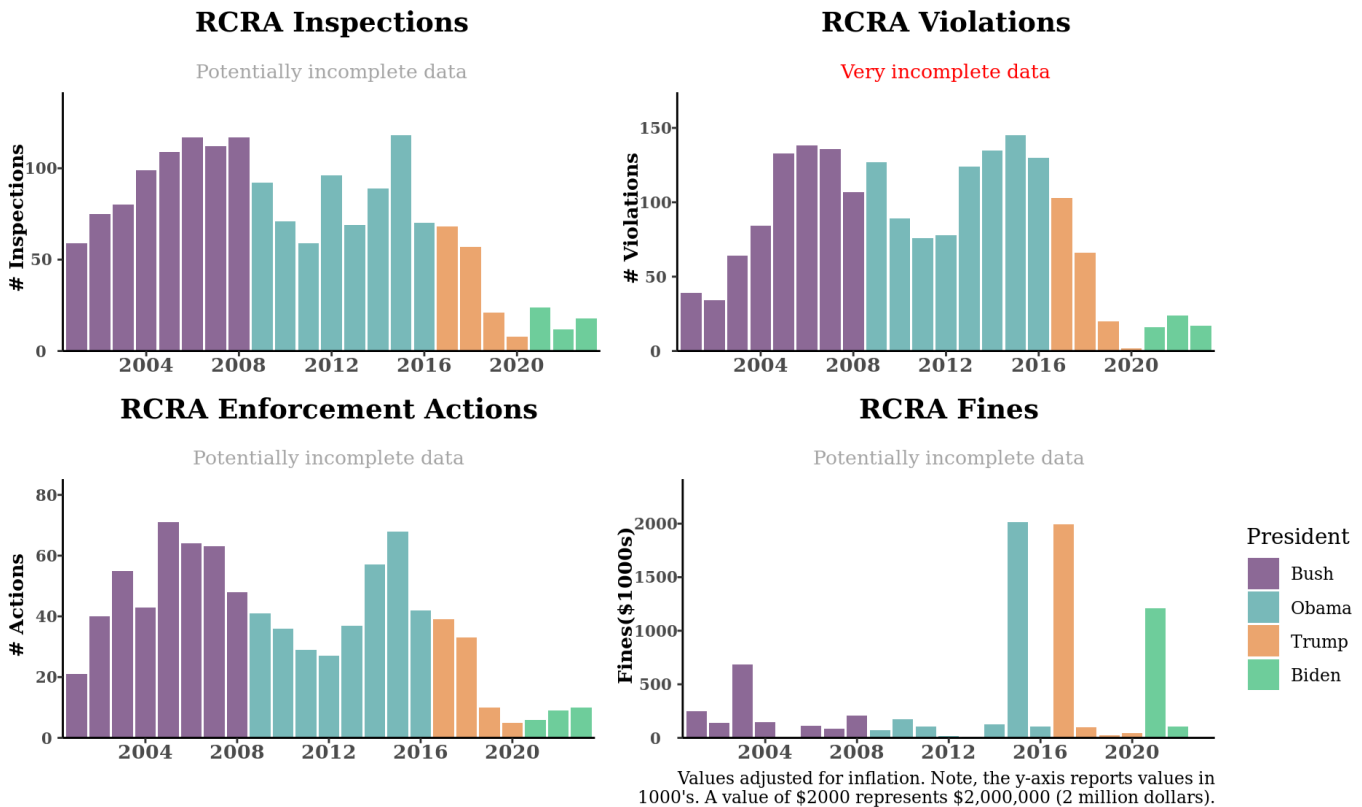 RCRA Inspections
Potentially incomplete data
# Inspections
100
50
0
2004 2008 2012 2016 2020
RCRA Violations
Very incomplete data
# Violations
150
100
50
0
2004 2008 2012 2016 2020
RCRA Enforcement Actions
Potentially incomplete data
# Actions
80
60
40
20
0
2004 2008 2012 2016 2020
RCRA Fines
Potentially incomplete data
Fines($1000s)
2000
1500
1000
500
0
2004 2008 2012 2016 2020
President
Bush
Obama
Trump
Biden
Values adjusted for inflation. Note, the y-axis reports values in
1000's. A value of $2000 represents $2,000,000 (2 million dollars).